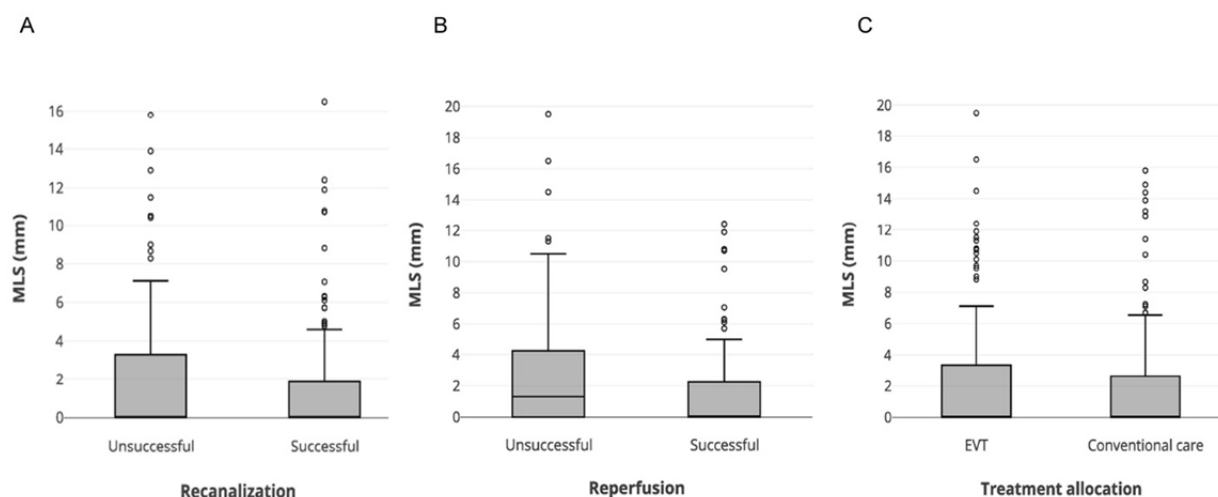 A
B
C
MLS (mm)
16
14
12
10
8
6
4
2
0
Unsuccessful
Successful
Recanalization
MLS (mm)
20
18
16
14
12
10
8
6
4
2
0
Unsuccessful
Successful
Reperfusion
MLS (mm)
20
18
16
14
12
10
8
6
4
2
0
EVT
Conventional care
Treatment allocation